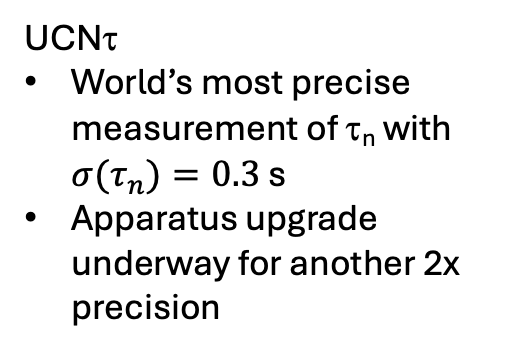 UCNτ
• World’s most precise
measurement of τₙ with
𝜎(𝜏ₙ) = 0.3 s
• Apparatus upgrade
underway for another 2x
precision